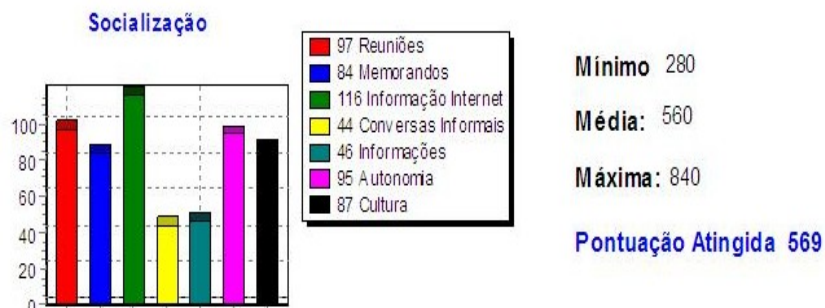 Socialização
100
80
60
40
20
0
97 Reuniões
84 Memorandos
116 Informação Internet
44 Conversas Informais
46 Informações
95 Autonomia
87 Cultura
Mínimo 280
Média: 560
Máxima: 840
Pontuação Atingida 569